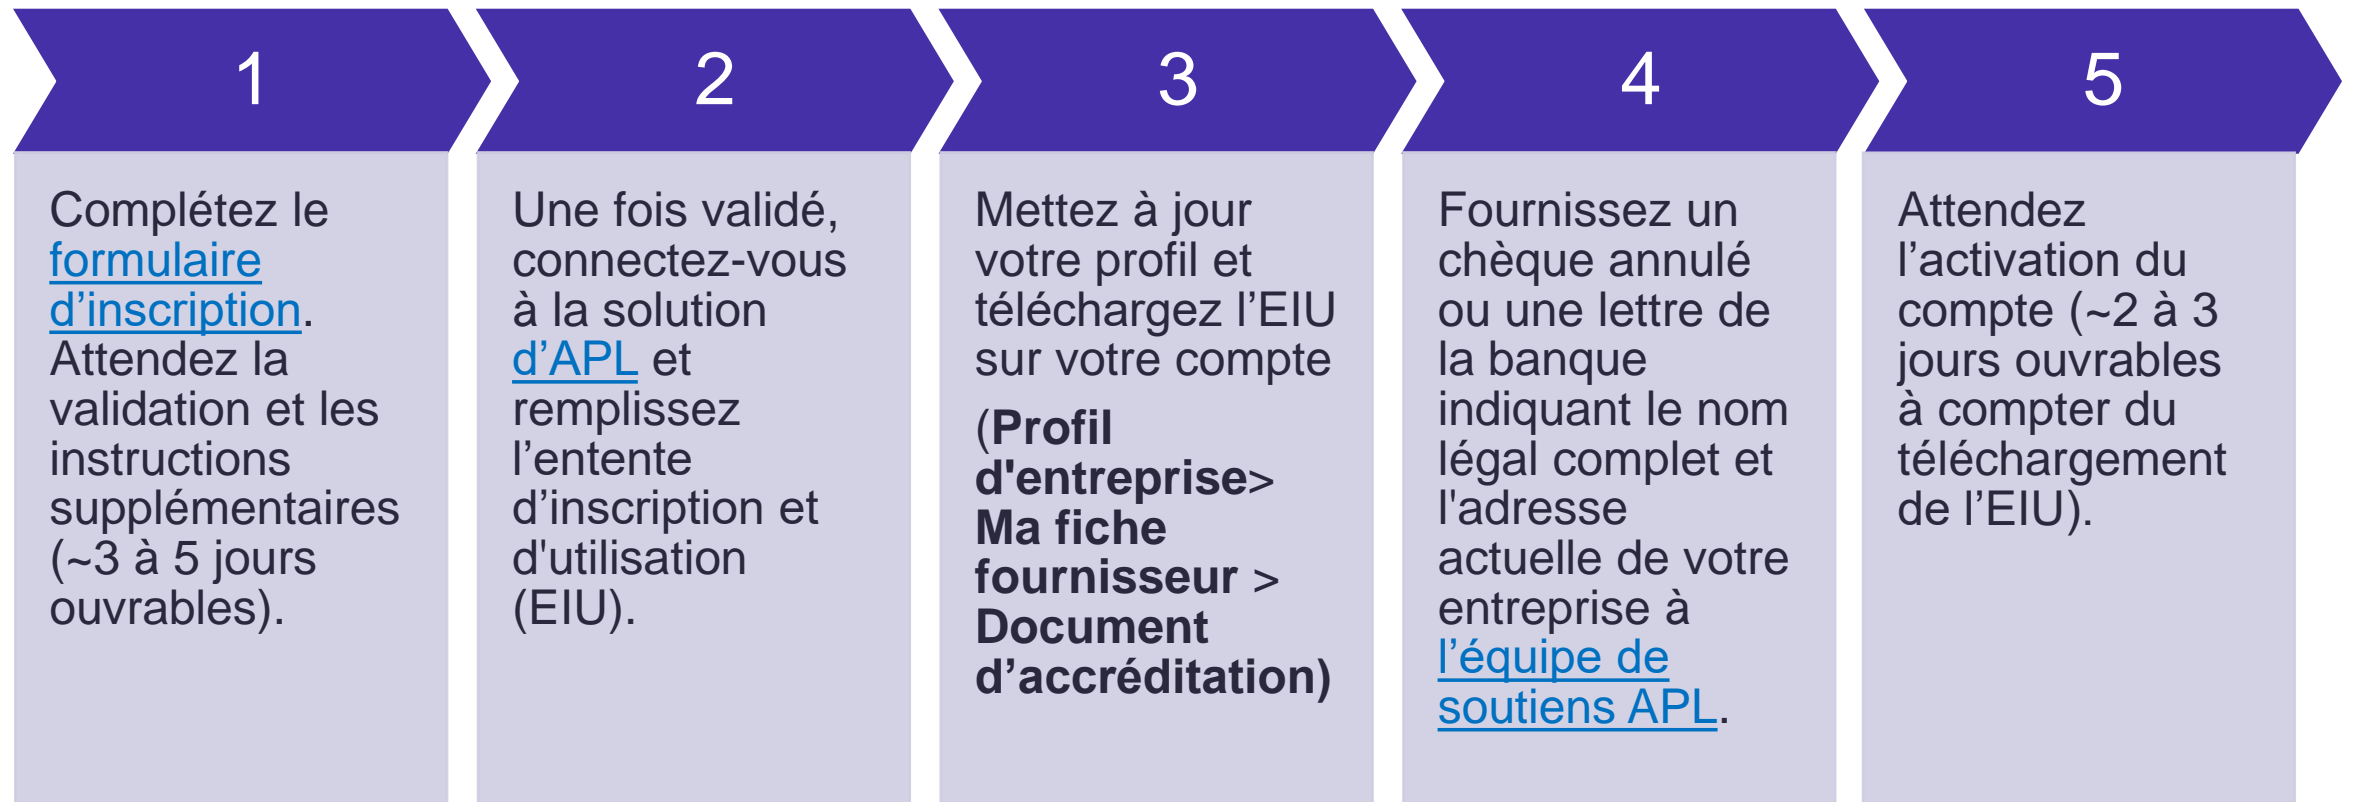 1
Complétez le
formulaire
d’inscription.
Attendez la
validation et les
instructions
supplémentaires
(~3 à 5 jours
ouvrables).
2
Une fois validé,
connectez-vous
à la solution
d’APL et
remplissez
l’entente
d’inscription et
d'utilisation
(EIU).
3
Mettez à jour
votre profil et
téléchargez l’EIU
sur votre compte
(Profil
d'entreprise>
Ma fiche
fournisseur >
Document
d’accréditation)
4
Fournissez un
chèque annulé
ou une lettre de
la banque
indiquant le nom
légal complet et
l'adresse
actuelle de votre
entreprise à
l’équipe de
soutiens APL.
5
Attendez
l’activation du
compte (~2 à 3
jours ouvrables
à compter du
téléchargement
de l’EIU).